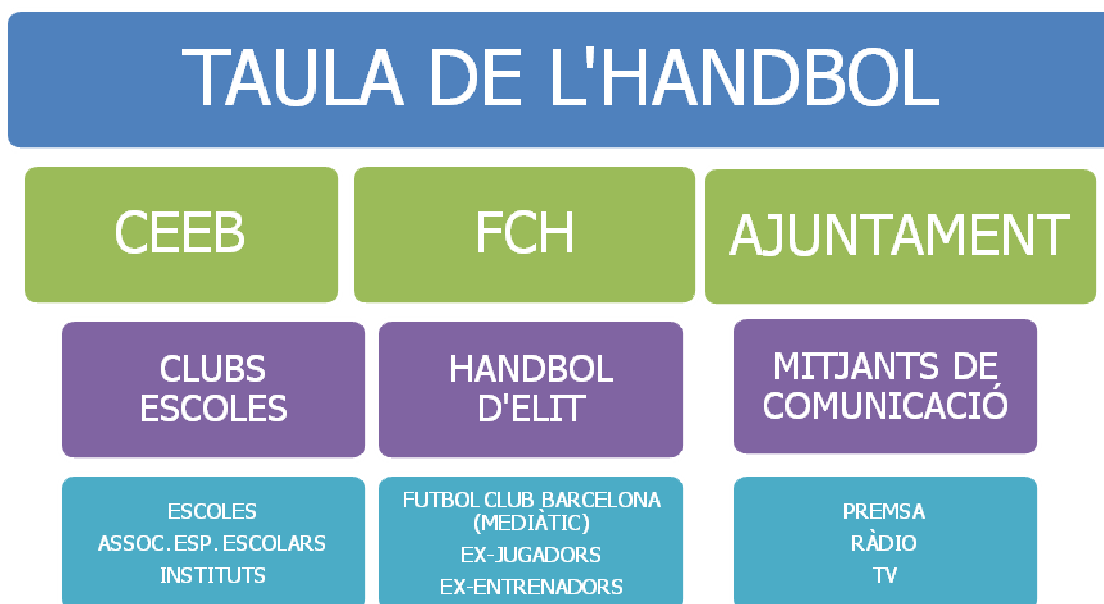 TAULA DE L'HANDBOL
CEEB
FCH
AJUNTAMENT
CLUBS
ESCOLES
HANDBOL
D'ELIT
MITJANTS DE
COMUNICACIÓ
ESCOLES
ASSOC. ESP. ESCOLARS
INSTITUTS
FUTBOL CLUB BARCELONA
(MEDIÀTIC)
EX-JUGADORS
EX-ENTRENADORS
PREMSA
RÀDIO
TV